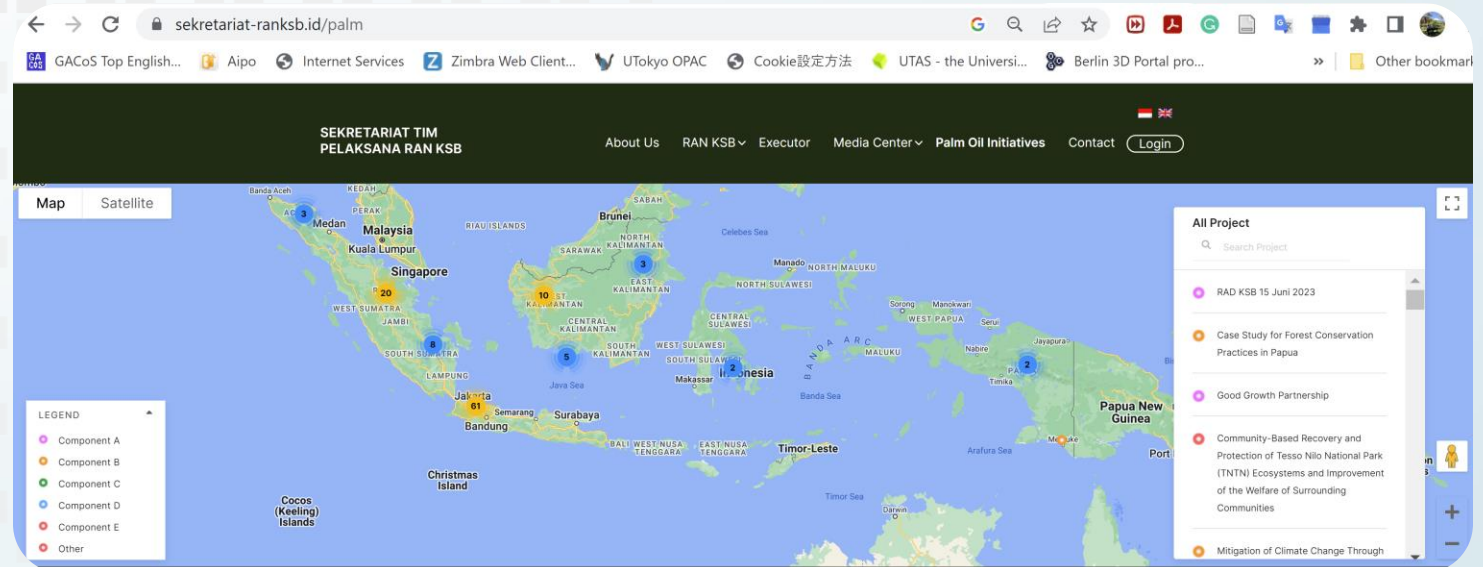 sekretariat-ranksb.id/palm
GACoS Top English...
Aipo
Internet Services
Zimbra Web Client...
UTokyo OPAC
Cookie設定方法
UTAS - the Universi...
Berlin 3D Portal pro...
»
Other bookmark
SEKRETARIAT TIM
PELAKSANA RAN KSB
About Us
RAN KSB
Executor
Media Center
Palm Oil Initiatives
Contact
Login
Map
Satellite
Banda Aceh
KEDAH
PERAK
Medan
Malaysia
Kuala Lumpur
RIAU ISLANDS
Singapore
WEST SUMATRA
JAMBI
LAMPUNG
Brunei
SABAH
NORTH
KALIMANTAN
SARAWAK
EAST
KALIMANTAN
CENTRAL
KALIMANTAN
SOUTH
KALIMANTAN
Celebes Sea
Manado
NORTH MALUKU
NORTH SULAWESI
CENTRAL
SULAWESI
WEST SULAWESI
Makassar
Sorong
Manokwari
WEST PAPUA
Serui
Nabire
Jayapura
Timika
MALUKU
BANDA ARC
Banda Sea
Java Sea
Semarang
Surabaya
Bandung
BALI
WEST NUSA
TENGGARA
EAST NUSA
TENGGARA
Timor-Leste
Arafura Sea
Papua New
Guinea
Port
Christmas
Island
Cocos
(Keeling)
Islands
Timor Sea
Darwin
3
20
8
61
10
3
5
2
2
LEGEND
Component A
Component B
Component C
Component D
Component E
Other
All Project
Search Project
RAD KSB 15 Juni 2023
Case Study for Forest Conservation
Practices in Papua
Good Growth Partnership
Community-Based Recovery and
Protection of Tesso Nilo National Park
(TNTN) Ecosystems and Improvement
of the Welfare of Surrounding
Communities
Mitigation of Climate Change Through